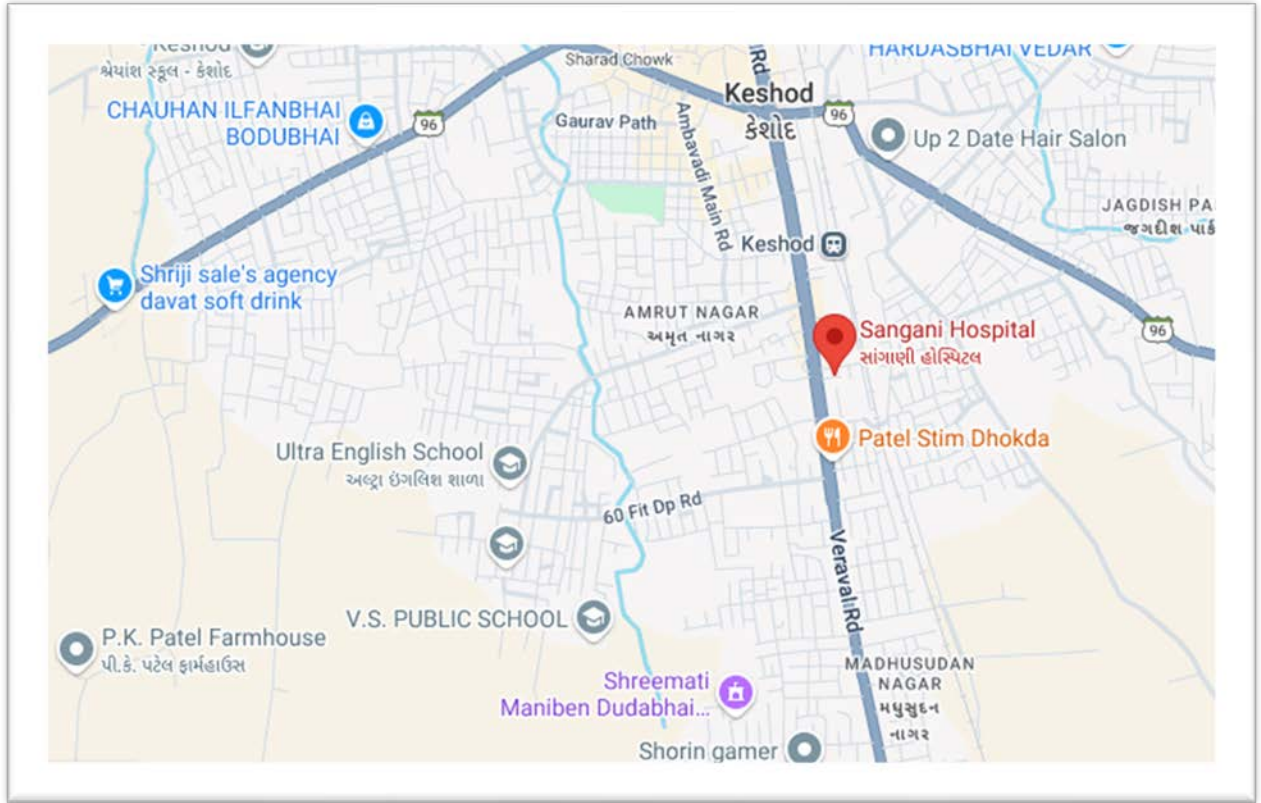 Keshod
શ્રેયાંશ સ્કૂલ - કેશોદ
CHAUHAN ILFANBHAI
BODUBHAI
96
Sharad Chowk
Gaurav Path
Ambavadi Main Rd
Rd
Keshod
કેશોદ
HARDASBHAI VEDAR
96
Up 2 Date Hair Salon
JAGDISH PA
જગદીશ પાર્ક
Keshod
Shriji sale's agency
davat soft drink
AMRUT NAGAR
અમૃત નાગર
Sangani Hospital
સાંગાણી હોસ્પિટલ
96
Patel Stim Dhokda
Ultra English School
અલ્ટ્રા ઇંગલિશ શાળા
60 Fit Dp Rd
Veraval Rd
V.S. PUBLIC SCHOOL
P.K. Patel Farmhouse
પી.કે. પટેલ ફાર્મહાઉસ
Shreemati
Maniben Dudabhai...
MADHUSUDAN
NAGAR
મધુસુદન
નાગર
Shorin gamer